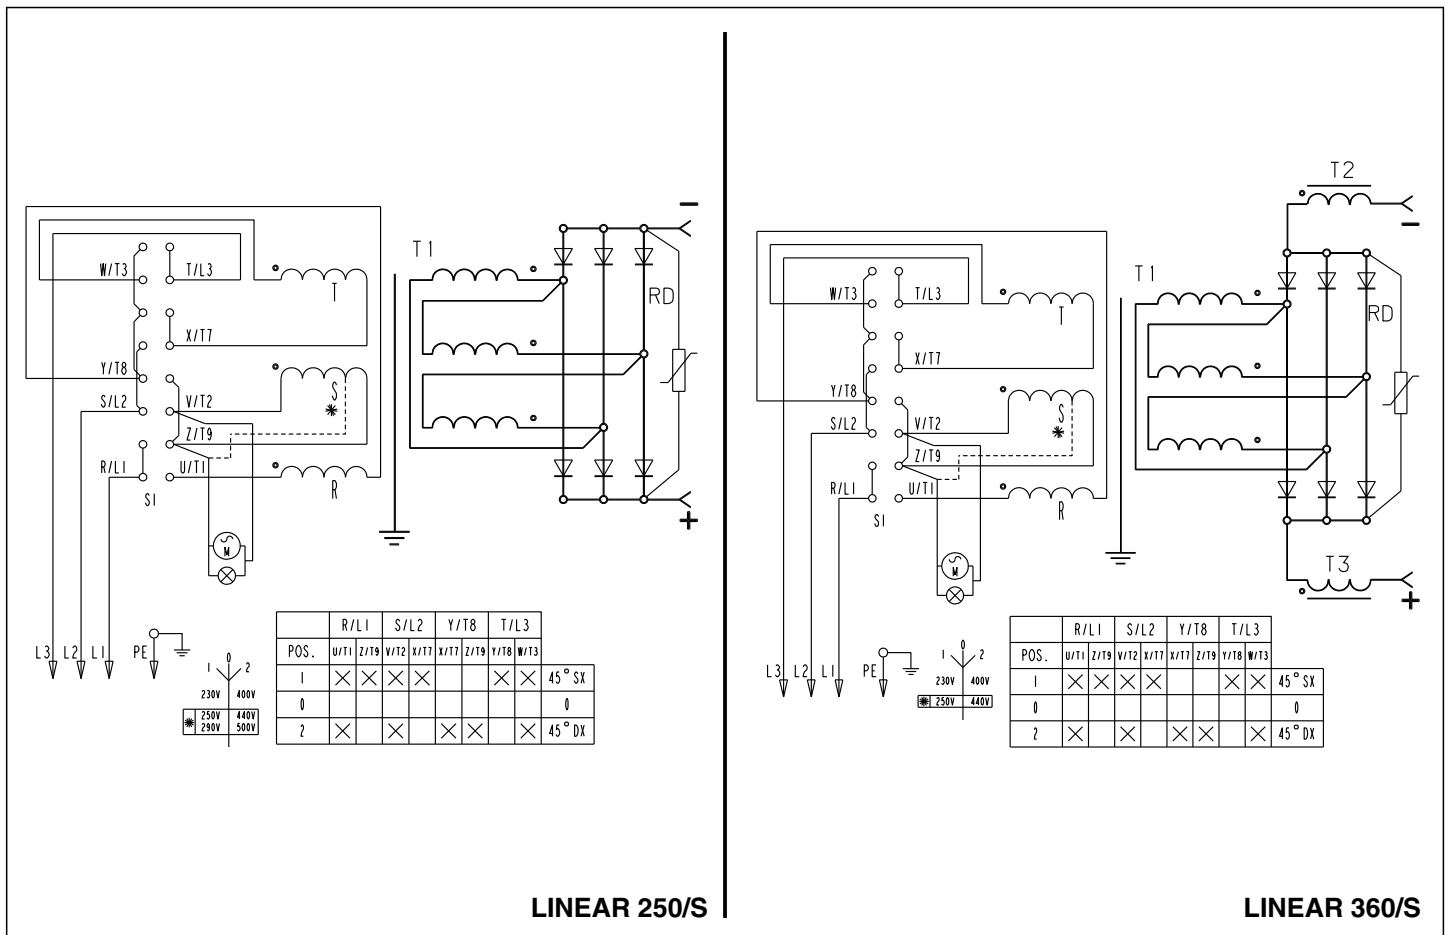 T1
RD
W/T3
T/L3
T
X/T7
Y/T8
S
✱
S/L2
V/T2
Z/T9
R/L1
U/T1
R
S1
M
−
+
L3
L2
L1
PE
0
1
2
230V 400V
✱ 250V 440V
290V 500V
R/L1 S/L2 Y/T8 T/L3
POS. U/T1 Z/T9 V/T2 X/T7 X/T7 Z/T9 Y/T8 W/T3
1 X X X X X X 45° SX
0 0
2 X X X X X 45° DX
LINEAR 250/S
T2
−
T1
RD
W/T3
T/L3
T
X/T7
Y/T8
S
✱
S/L2
V/T2
Z/T9
R/L1
U/T1
R
S1
M
T3
+
L3
L2
L1
PE
0
1
2
230V 400V
✱ 250V 440V
R/L1 S/L2 Y/T8 T/L3
POS. U/T1 Z/T9 V/T2 X/T7 X/T7 Z/T9 Y/T8 W/T3
1 X X X X X X 45° SX
0 0
2 X X X X X 45° DX
LINEAR 360/S